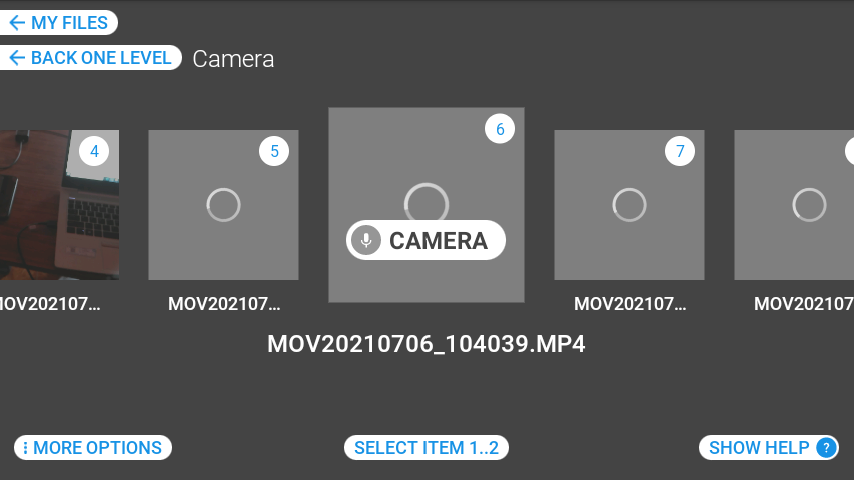 MY FILES
BACK ONE LEVEL Camera
4
5
6
7
CAMERA
MOV202107...
MOV202107...
MOV202107
MOV20210706_104039.MP4
MORE OPTIONS
SELECT ITEM 1..2
SHOW HELP ?